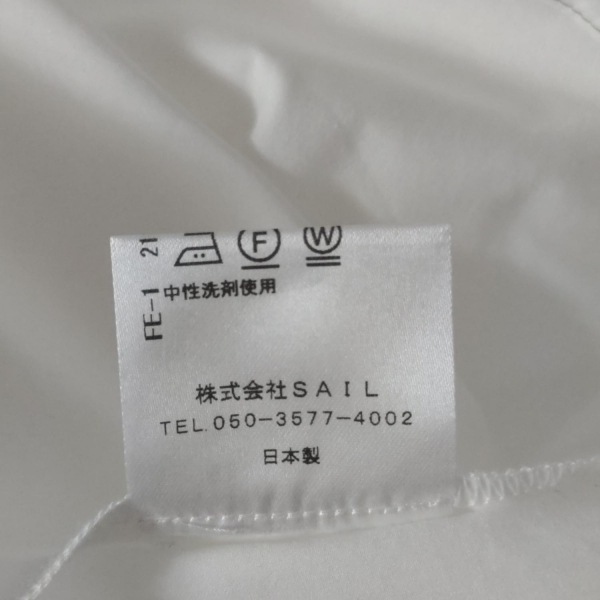 FE-1 21
F W
中性洗剤使用
株式会社SAIL
TEL.050-3577-4002
日本製